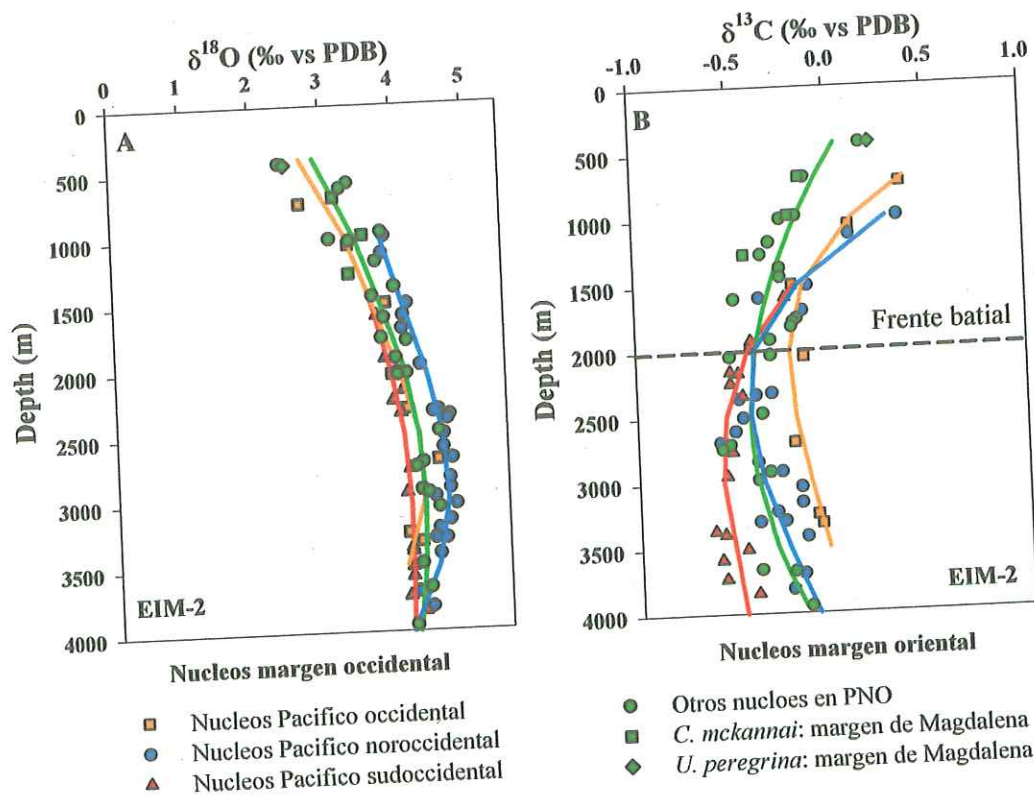 δ18O (‰ vs PDB)
0 1 2 3 4 5
A
0
500
1000
1500
2000
2500
3000
3500
4000
Depth (m)
EIM-2
δ13C (‰ vs PDB)
-1.0 -0.5 0.0 0.5 1.0
B
0
500
1000
1500
2000
2500
3000
3500
4000
Depth (m)
Frente batial
EIM-2
Nucleos margen occidental
Nucleos Pacifico occidental
Nucleos Pacifico noroccidental
Nucleos Pacifico sudoccidental
Nucleos margen oriental
Otros nucloes en PNO
C. mckannai: margen de Magdalena
U. peregrina: margen de Magdalena